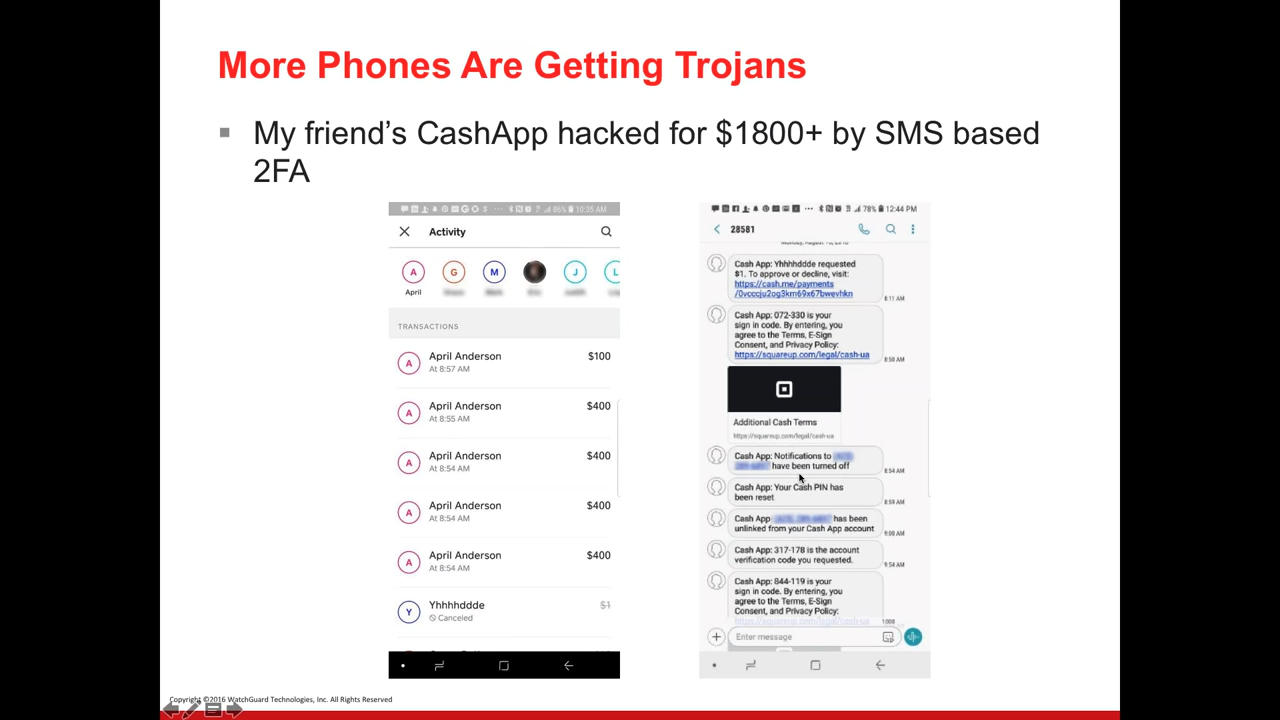 More Phones Are Getting Trojans
▪ My friend’s CashApp hacked for $1800+ by SMS based
2FA
86% 10:35 AM
Activity
A G M J L
April
TRANSACTIONS
A April Anderson $100
At 8:57 AM
A April Anderson $400
At 8:55 AM
A April Anderson $400
At 8:54 AM
A April Anderson $400
At 8:54 AM
A April Anderson $400
At 8:54 AM
Y Yhhhhddde $1
Canceled
78% 12:44 PM
28581
Cash App: Yhhhhddde requested
$1. To approve or decline, visit:
https://cash.me/payments
/0vcccju2og3km69x67bwevhkn
8:11 AM
Cash App: 072-330 is your
sign in code. By entering, you
agree to the Terms, E-Sign
Consent, and Privacy Policy:
https://squareup.com/legal/cash-ua
8:50 AM
Additional Cash Terms
https://squareup.com/legal/cash-ua
Cash App: Notifications to
have been turned off
8:54 AM
Cash App: Your Cash PIN has
been reset
8:59 AM
Cash App has been
unlinked from your Cash App account
9:00 AM
Cash App: 317-178 is the account
verification code you requested.
9:54 AM
Cash App: 844-119 is your
sign in code. By entering, you
agree to the Terms, E-Sign
Consent, and Privacy Policy:
https://squareup.com/legal/cash-ua
Enter message
Copyright ©2016 WatchGuard Technologies, Inc. All Rights Reserved